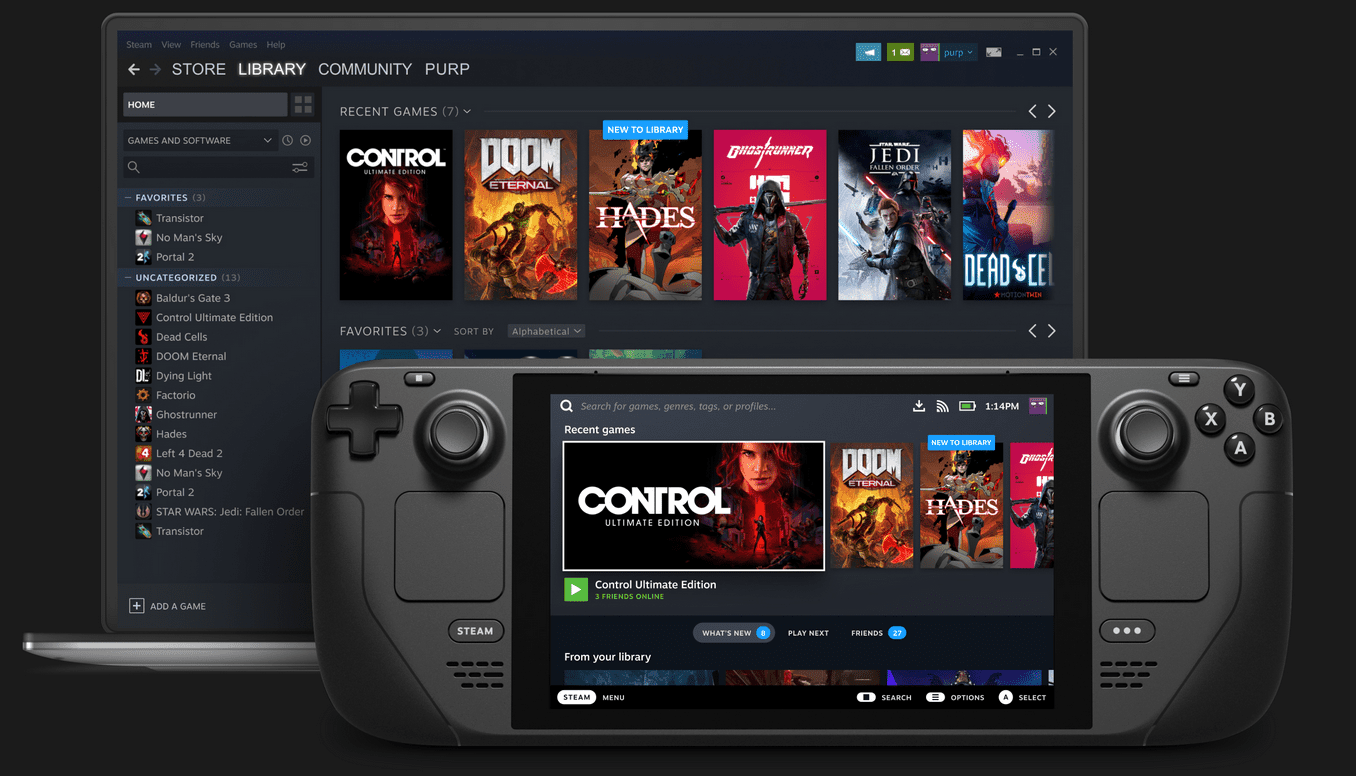 Steam View Friends Games Help
1
purp
STORE LIBRARY COMMUNITY PURP
HOME
GAMES AND SOFTWARE
FAVORITES (3)
Transistor
No Man's Sky
Portal 2
UNCATEGORIZED (13)
Baldur's Gate 3
Control Ultimate Edition
Dead Cells
DOOM Eternal
Dying Light
Factorio
Ghostrunner
Hades
Left 4 Dead 2
No Man's Sky
Portal 2
STAR WARS: Jedi: Fallen Order
Transistor
ADD A GAME
RECENT GAMES (7)
NEW TO LIBRARY
CONTROL
ULTIMATE EDITION
DOOM
ETERNAL
HADES
GHOSTRUNNER
STAR WARS
JEDI
FALLEN ORDER
DEAD CEL
MOTIONTWIN
FAVORITES (3) SORT BY Alphabetical
Y
X
B
A
STEAM
Search for games, genres, tags, or profiles...
1:14PM
Recent games
NEW TO LIBRARY
CONTROL
ULTIMATE EDITION
DOOM
ETERNAL
HADES
Control Ultimate Edition
3 FRIENDS ONLINE
WHAT'S NEW 8 PLAY NEXT FRIENDS 27
From your library
STEAM MENU SEARCH OPTIONS A SELECT